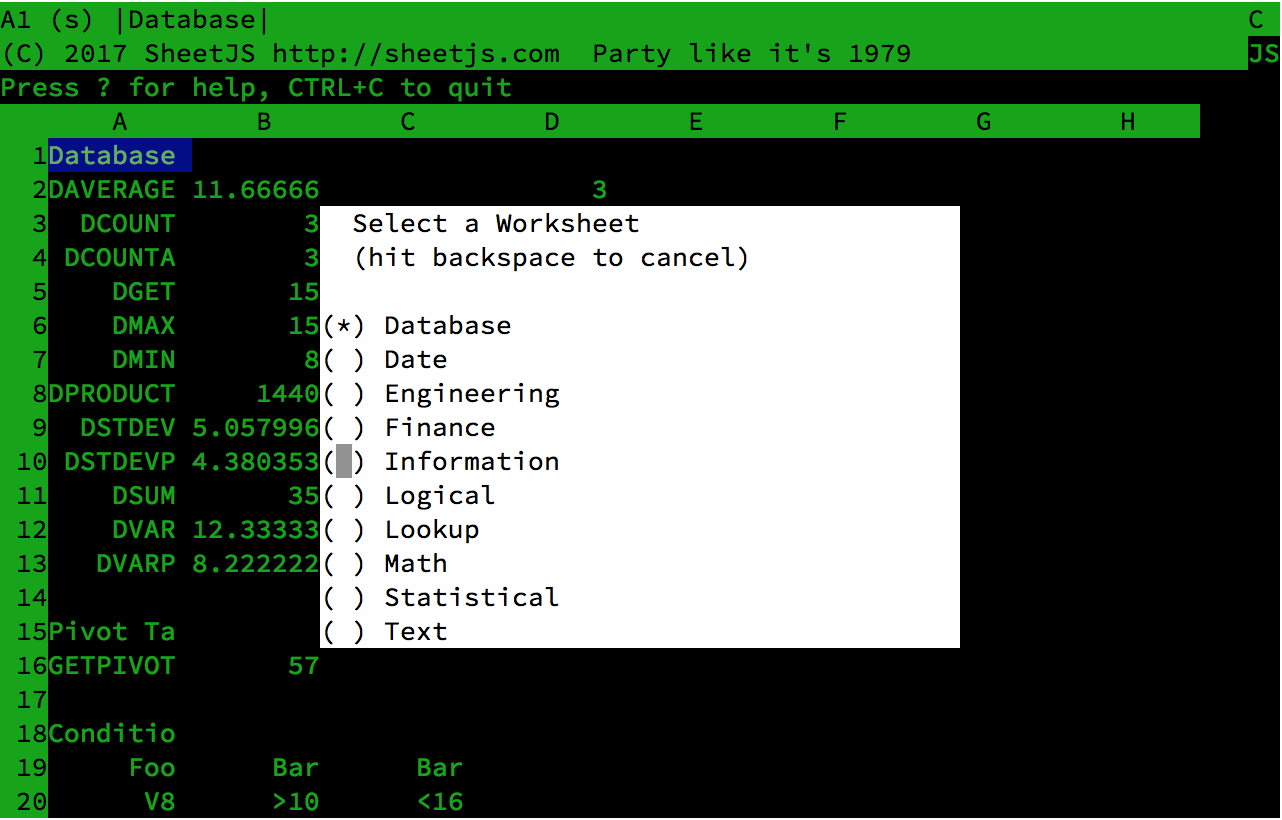 A1 (s) |Database| C
(C) 2017 SheetJS http://sheetjs.com Party like it's 1979 JS
Press ? for help, CTRL+C to quit
A B C D E F G H
1 Database
2 DAVERAGE 11.66666 3
3 DCOUNT 3 Select a Worksheet
4 DCOUNTA 3 (hit backspace to cancel)
5 DGET 15
6 DMAX 15 (*) Database
7 DMIN 8 ( ) Date
8 DPRODUCT 1440 ( ) Engineering
9 DSTDEV 5.057996 ( ) Finance
10 DSTDEVP 4.380353 ( ) Information
11 DSUM 35 ( ) Logical
12 DVAR 12.33333 ( ) Lookup
13 DVARP 8.222222 ( ) Math
14 ( ) Statistical
15 Pivot Ta ( ) Text
16 GETPIVOT 57
17
18 Conditio
19 Foo Bar Bar
20 V8 >10 <16